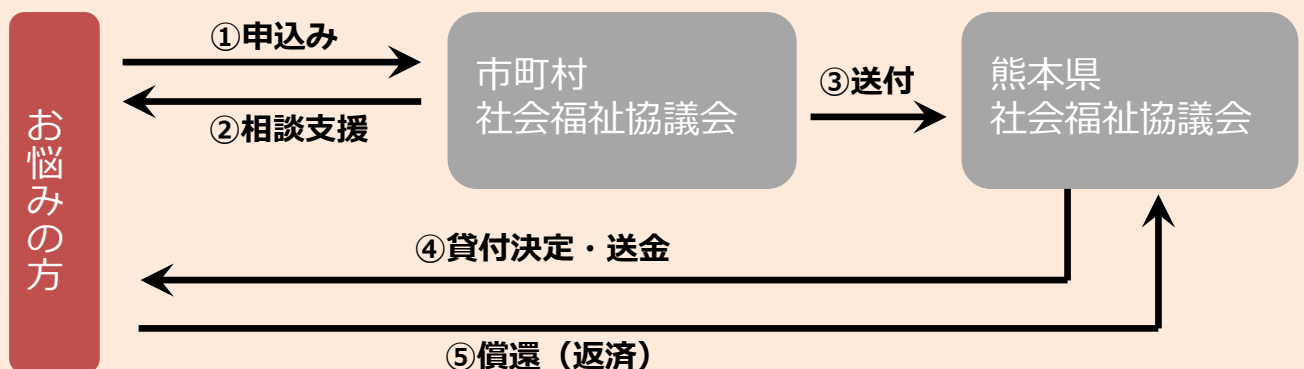 お悩みの方
①申込み
②相談支援
市町村
社会福祉協議会
③送付
熊本県
社会福祉協議会
④貸付決定・送金
⑤償還（返済）